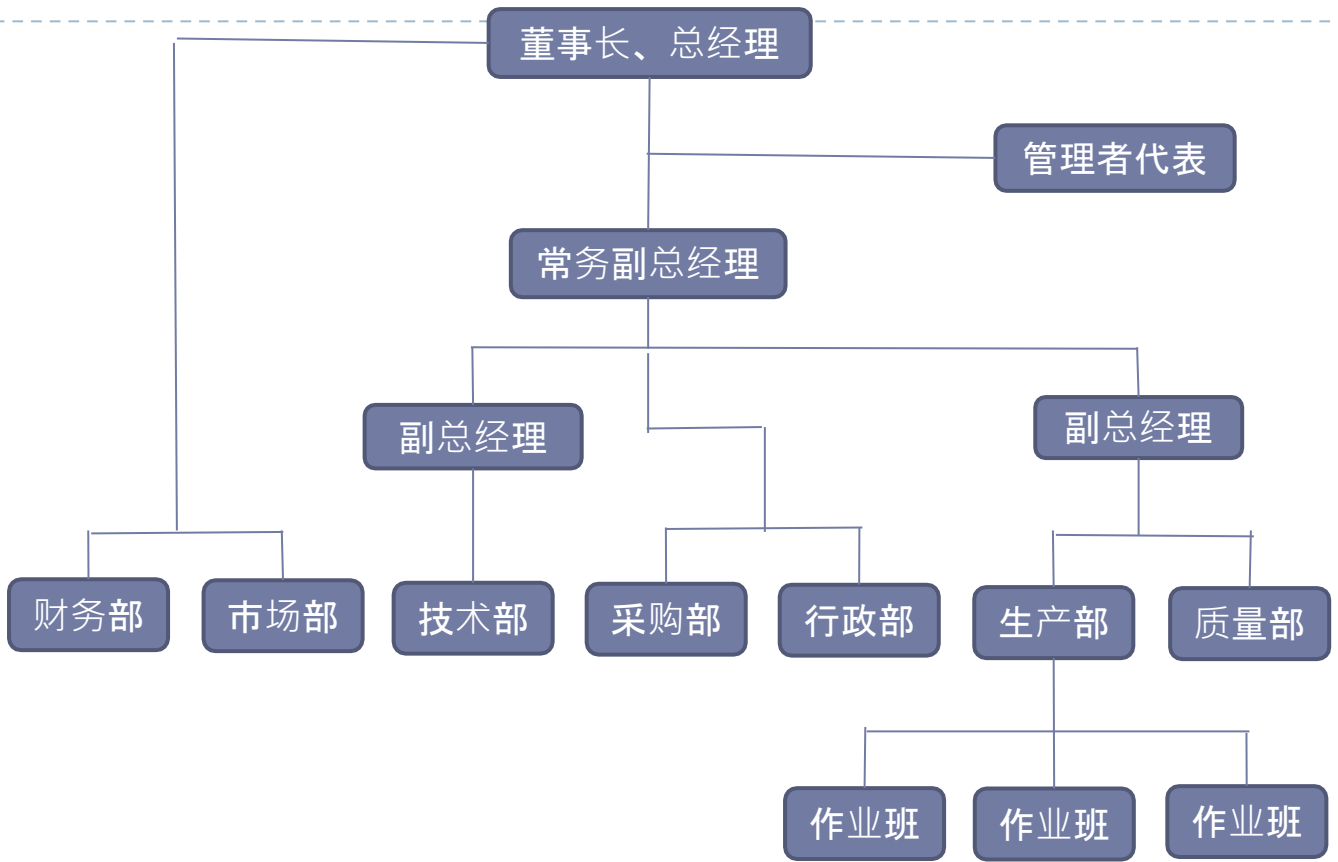 董事长、总经理
管理者代表
常务副总经理
副总经理
副总经理
财务部
市场部
技术部
采购部
行政部
生产部
质量部
作业班
作业班
作业班